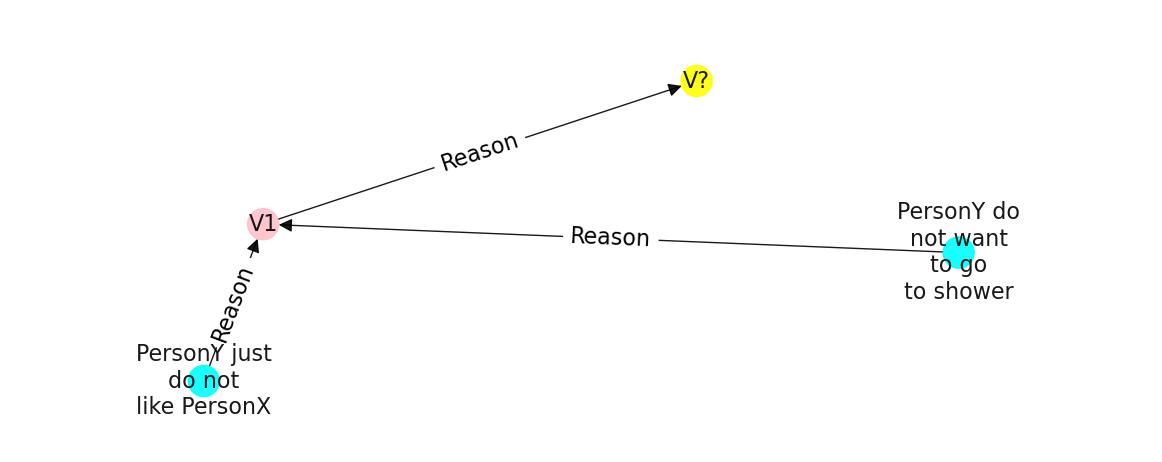 V?
Reason
V1
Reason
PersonY do
not want
to go
to shower
Reason
PersonY just
do not
like PersonX